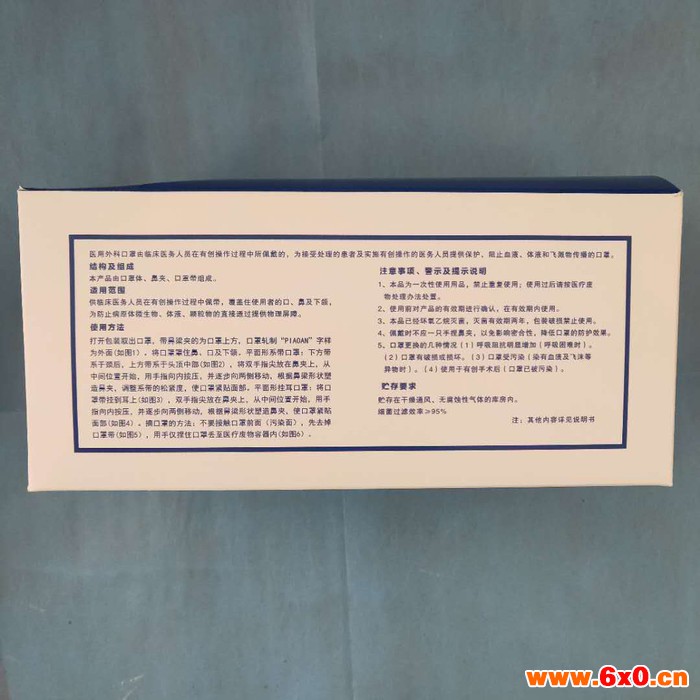 医用外科口罩由临床医务人员在有创操作过程中所佩戴的，为接受处理的患者及实施有创操作的医务人员提供保护，阻止血液、体液和飞溅物传播的口罩。
结构及组成
本产品由口罩体、鼻夹、口罩带组成。
适用范围
供临床医务人员在有创操作过程中佩带，覆盖住使用者的口、鼻及下颌，
为防止病原体微生物、体液、颗粒物的直接透过提供物理屏障。
使用方法
打开包装取出口罩，带鼻梁夹的为口罩上方，口罩轧制“PIAOAN”字样
为外面(如图1)。将口罩罩住鼻、口及下颌。平面形系带口罩：下方带
系于颈后，上方带系于头顶中部(如图2)，将双手指尖放在鼻夹上，从
中间位置开始，用手指向内按压，并逐步向两侧移动，根据鼻梁形状塑
造鼻夹，调整系带的松紧度，使口罩紧贴面部。平面形挂耳口罩：将口
罩带挂到耳上(如图3)，双手指尖放在鼻夹上，从中间位置开始，用手
指向内按压，并逐步向两侧移动，根据鼻梁形状塑造鼻夹，使口罩紧贴
面部(如图4)。摘口罩的方法：不要接触口罩前面（污染面），先去掉
口罩带(如图5)，用手仅捏住口罩丢至医疗废物容器内(如图6)。
注意事项、警示及提示说明
1、本品为一次性使用用品，禁止重复使用；使用过后请按医疗废
物处理办法处置。
2、使用前对产品的有效期进行确认，在有效期内使用。
3、本品已经环氧乙烷灭菌，灭菌有效期两年，包装破损禁止使用。
4、佩戴时不应一只手捏鼻夹，以免影响密合性，降低口罩的防护效果。
5、口罩更换的几种情况(1)呼吸阻抗明显增加(呼吸困难时)。
(2)口罩有破损或损坏。(3)口罩受污染(染有血渍及飞沫等
异物时)。(4)使用于有创手术后(口罩已被污染)。
贮存要求
贮存在干燥通风，无腐蚀性气体的库房内。
细菌过滤效率≥95%
注：其他内容详见说明书
www.6x0.cn